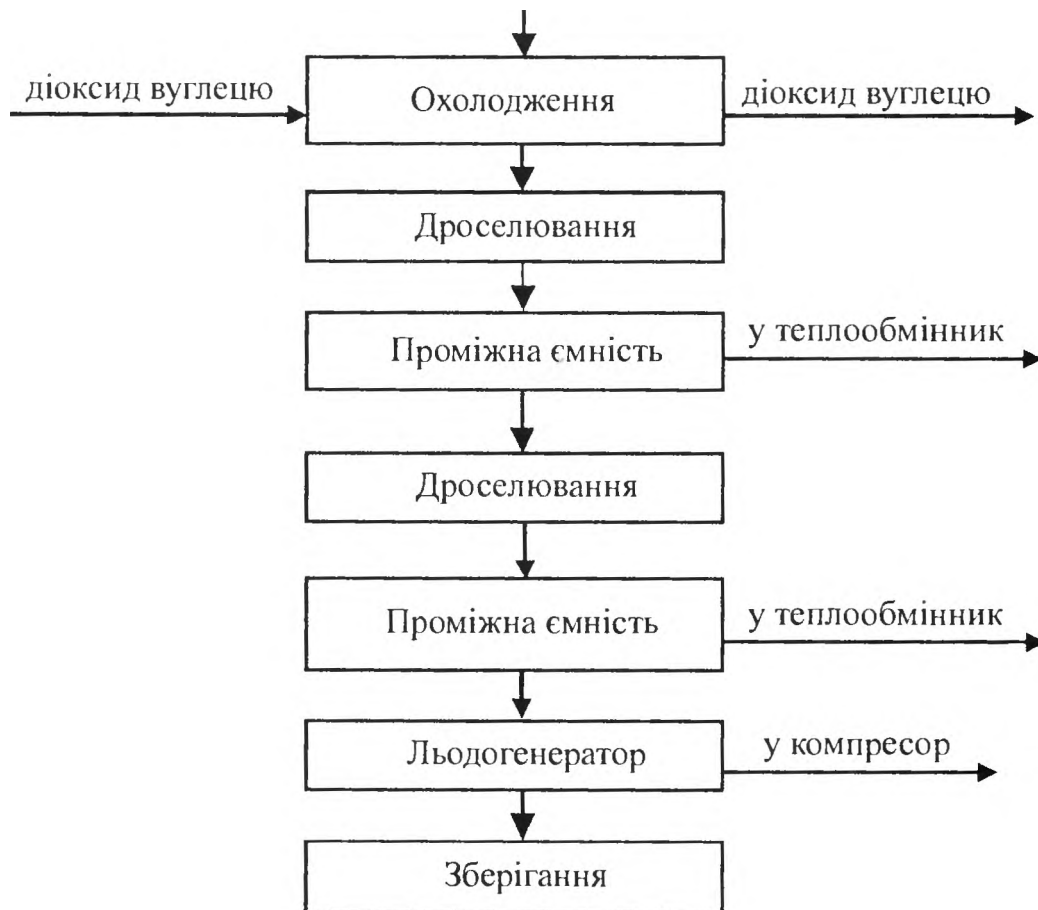 діоксид вуглецю
Охолодження
діоксид вуглецю
Дроселювання
Проміжна ємність
у теплообмінник
Дроселювання
Проміжна ємність
у теплообмінник
Льодогенератор
у компресор
Зберігання